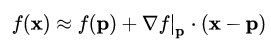 f(𝐱) ≈ f(𝐩) + ∇f|𝐩 · (𝐱 − 𝐩)